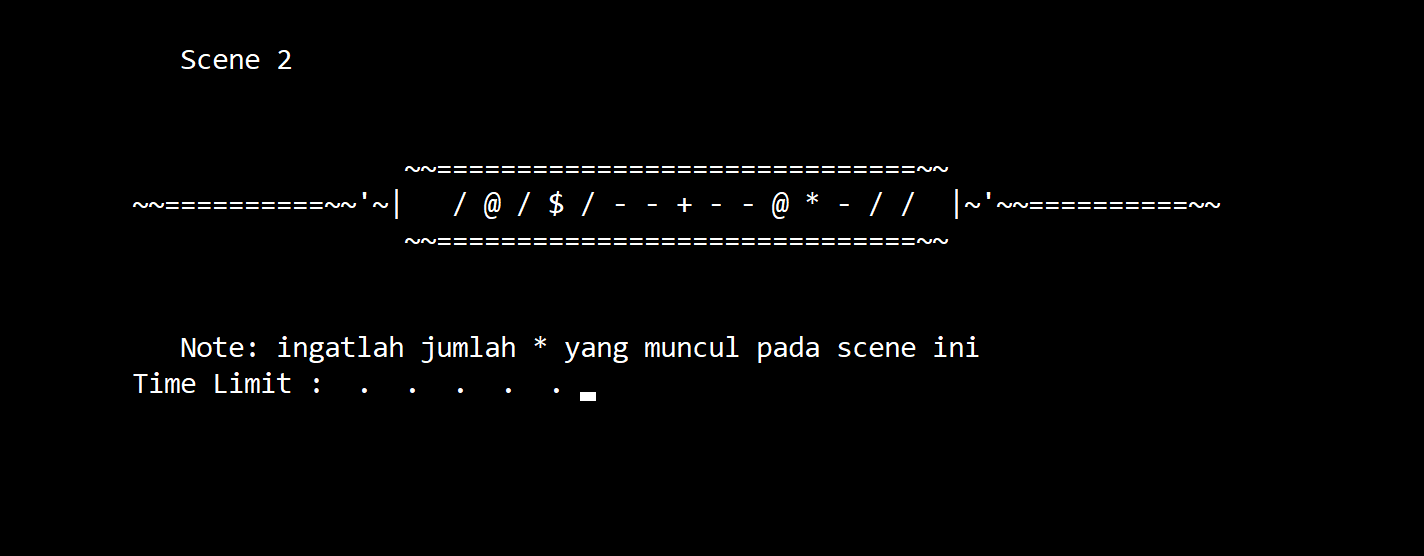 Scene 2
~~==============================~~
~~==========~~'~| / @ / $ / - - + - - @ * - / / |~'~~==========~~
~~==============================~~
Note: ingatlah jumlah * yang muncul pada scene ini
Time Limit : . . . . .